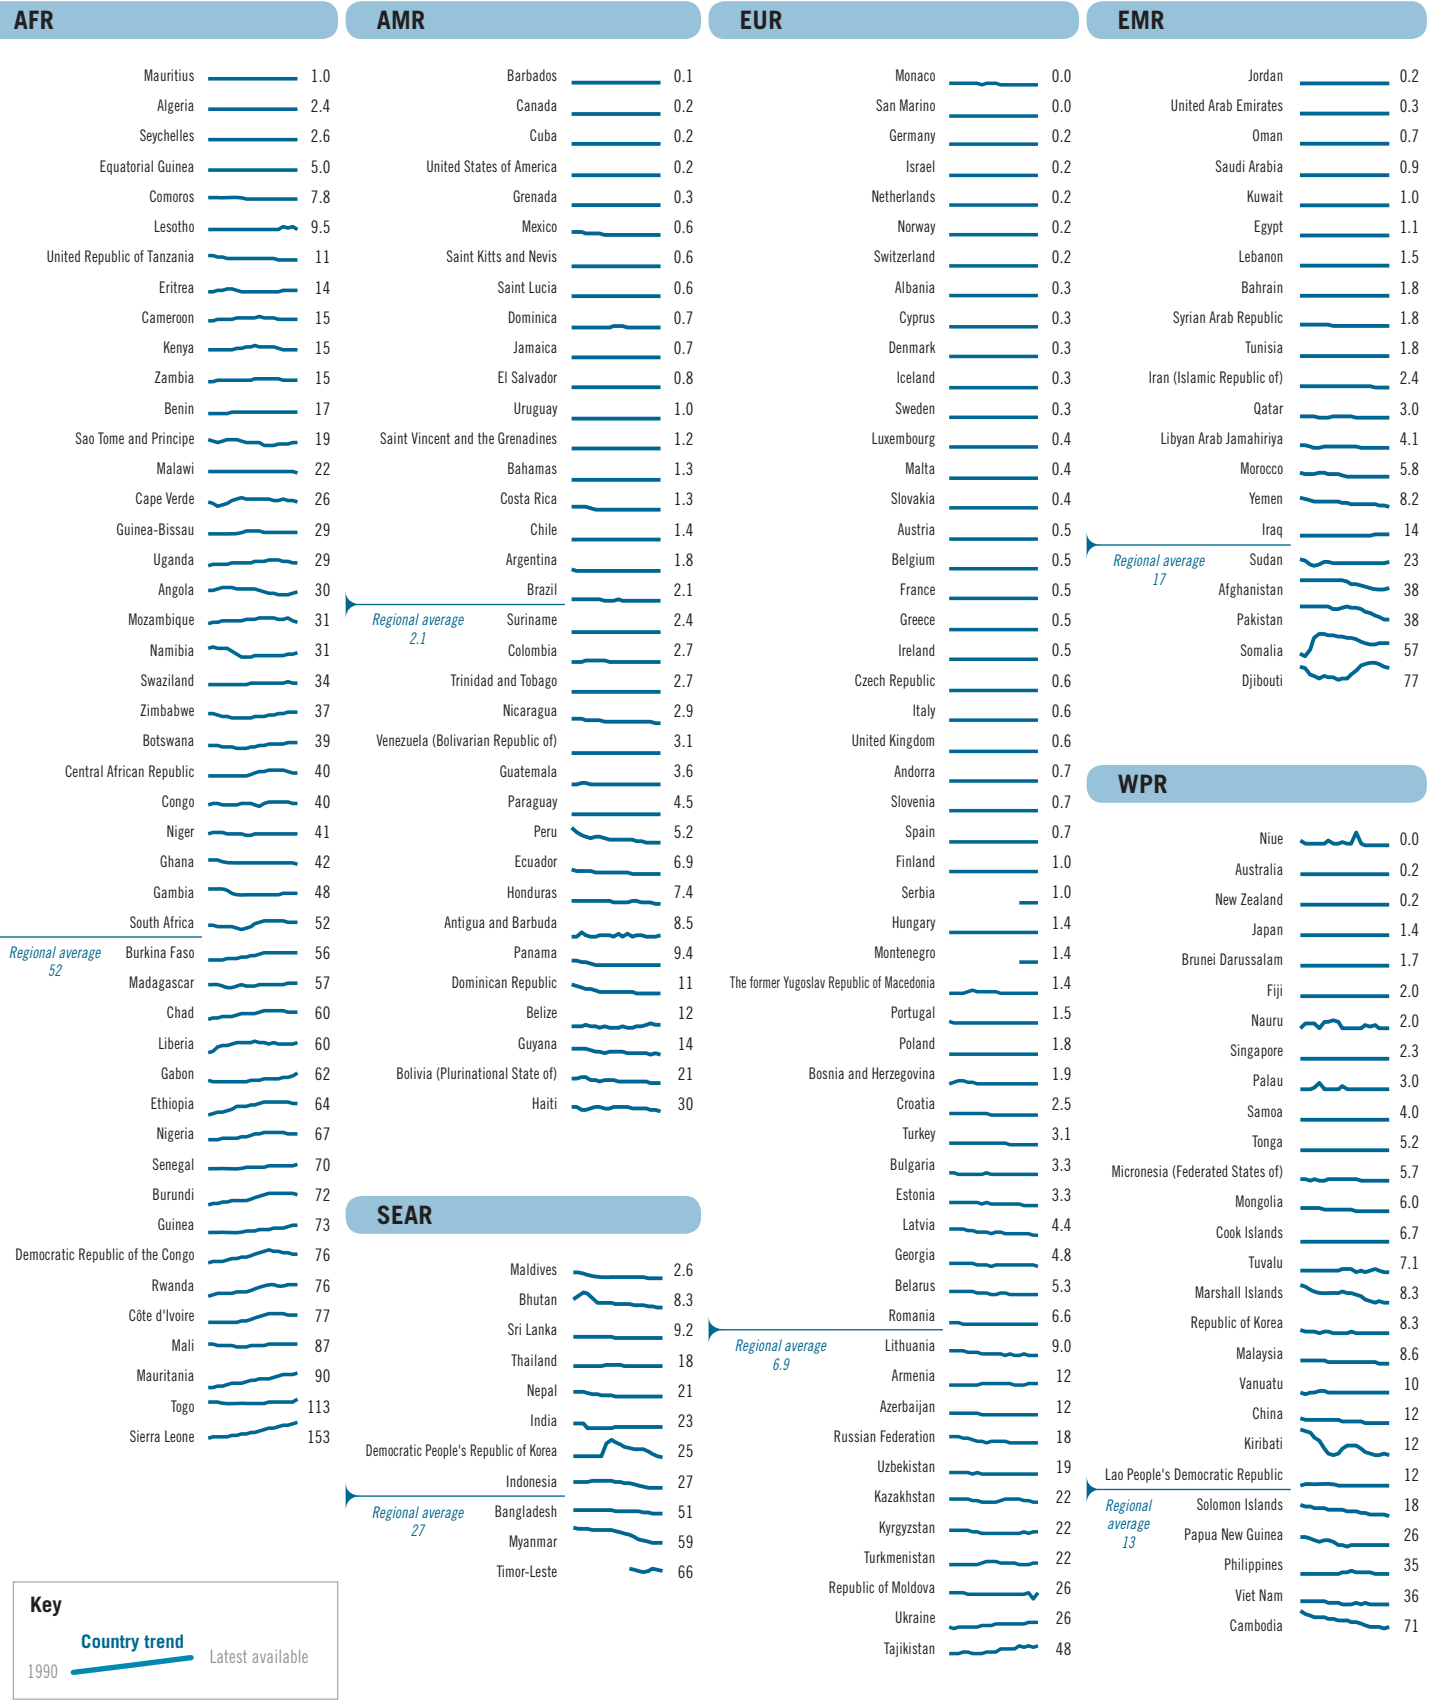 AFR
Mauritius 1.0
Algeria 2.4
Seychelles 2.6
Equatorial Guinea 5.0
Comoros 7.8
Lesotho 9.5
United Republic of Tanzania 11
Eritrea 14
Cameroon 15
Kenya 15
Zambia 15
Benin 17
Sao Tome and Principe 19
Malawi 22
Cape Verde 26
Guinea-Bissau 29
Uganda 29
Angola 30
Mozambique 31
Namibia 31
Swaziland 34
Zimbabwe 37
Botswana 39
Central African Republic 40
Congo 40
Niger 41
Ghana 42
Gambia 48
South Africa 52
Regional average
52
Burkina Faso 56
Madagascar 57
Chad 60
Liberia 60
Gabon 62
Ethiopia 64
Nigeria 67
Senegal 70
Burundi 72
Guinea 73
Democratic Republic of the Congo 76
Rwanda 76
Côte d'Ivoire 77
Mali 87
Mauritania 90
Togo 113
Sierra Leone 153
Key
Country trend
1990
Latest available
AMR
Barbados 0.1
Canada 0.2
Cuba 0.2
United States of America 0.2
Grenada 0.3
Mexico 0.6
Saint Kitts and Nevis 0.6
Saint Lucia 0.6
Dominica 0.7
Jamaica 0.7
El Salvador 0.8
Uruguay 1.0
Saint Vincent and the Grenadines 1.2
Bahamas 1.3
Costa Rica 1.3
Chile 1.4
Argentina 1.8
Brazil 2.1
Regional average
2.1
Suriname 2.4
Colombia 2.7
Trinidad and Tobago 2.7
Nicaragua 2.9
Venezuela (Bolivarian Republic of) 3.1
Guatemala 3.6
Paraguay 4.5
Peru 5.2
Ecuador 6.9
Honduras 7.4
Antigua and Barbuda 8.5
Panama 9.4
Dominican Republic 11
Belize 12
Guyana 14
Bolivia (Plurinational State of) 21
Haiti 30
SEAR
Maldives 2.6
Bhutan 8.3
Sri Lanka 9.2
Thailand 18
Nepal 21
India 23
Democratic People's Republic of Korea 25
Indonesia 27
Regional average
27
Bangladesh 51
Myanmar 59
Timor-Leste 66
EUR
Monaco 0.0
San Marino 0.0
Germany 0.2
Israel 0.2
Netherlands 0.2
Norway 0.2
Switzerland 0.2
Albania 0.3
Cyprus 0.3
Denmark 0.3
Iceland 0.3
Sweden 0.3
Luxembourg 0.4
Malta 0.4
Slovakia 0.4
Austria 0.5
Belgium 0.5
France 0.5
Greece 0.5
Ireland 0.5
Czech Republic 0.6
Italy 0.6
United Kingdom 0.6
Andorra 0.7
Slovenia 0.7
Spain 0.7
Finland 1.0
Serbia 1.0
Hungary 1.4
Montenegro 1.4
The former Yugoslav Republic of Macedonia 1.4
Portugal 1.5
Poland 1.8
Bosnia and Herzegovina 1.9
Croatia 2.5
Turkey 3.1
Bulgaria 3.3
Estonia 3.3
Latvia 4.4
Georgia 4.8
Belarus 5.3
Romania 6.6
Regional average
6.9
Lithuania 9.0
Armenia 12
Azerbaijan 12
Russian Federation 18
Uzbekistan 19
Kazakhstan 22
Kyrgyzstan 22
Turkmenistan 22
Republic of Moldova 26
Ukraine 26
Tajikistan 48
EMR
Jordan 0.2
United Arab Emirates 0.3
Oman 0.7
Saudi Arabia 0.9
Kuwait 1.0
Egypt 1.1
Lebanon 1.5
Bahrain 1.8
Syrian Arab Republic 1.8
Tunisia 1.8
Iran (Islamic Republic of) 2.4
Qatar 3.0
Libyan Arab Jamahiriya 4.1
Morocco 5.8
Yemen 8.2
Iraq 14
Regional average
17
Sudan 23
Afghanistan 38
Pakistan 38
Somalia 57
Djibouti 77
WPR
Niue 0.0
Australia 0.2
New Zealand 0.2
Japan 1.4
Brunei Darussalam 1.7
Fiji 2.0
Nauru 2.0
Singapore 2.3
Palau 3.0
Samoa 4.0
Tonga 5.2
Micronesia (Federated States of) 5.7
Mongolia 6.0
Cook Islands 6.7
Tuvalu 7.1
Marshall Islands 8.3
Republic of Korea 8.3
Malaysia 8.6
Vanuatu 10
China 12
Kiribati 12
Lao People's Democratic Republic 12
Regional
average
13
Solomon Islands 18
Papua New Guinea 26
Philippines 35
Viet Nam 36
Cambodia 71